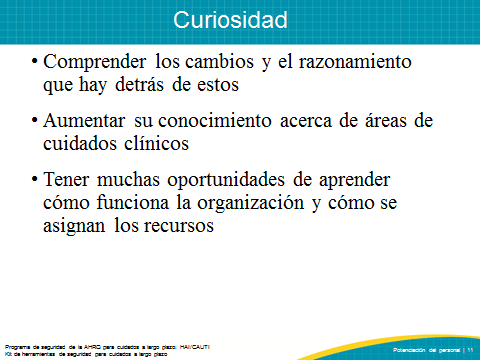 Curiosidad
• Comprender los cambios y el razonamiento
que hay detrás de estos
• Aumentar su conocimiento acerca de áreas de
cuidados clínicos
• Tener muchas oportunidades de aprender
cómo funciona la organización y cómo se
asignan los recursos
Programa de seguridad de la AHRQ para cuidados a largo plazo: HAI/CAUTI
Kit de herramientas de seguridad para cuidados a largo plazo
Potenciación del personal | 11